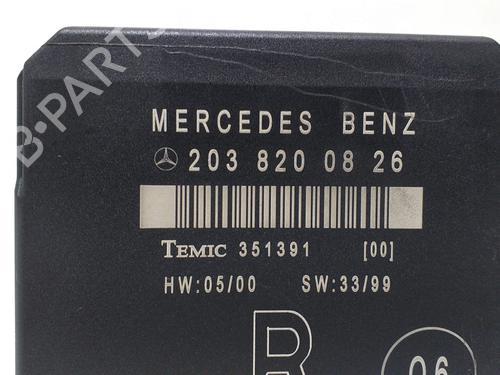 B-PARTS
MERCEDES BENZ
203 820 08 26
TEMIC 351391 [00]
HW:05/00 SW:33/99
R
06